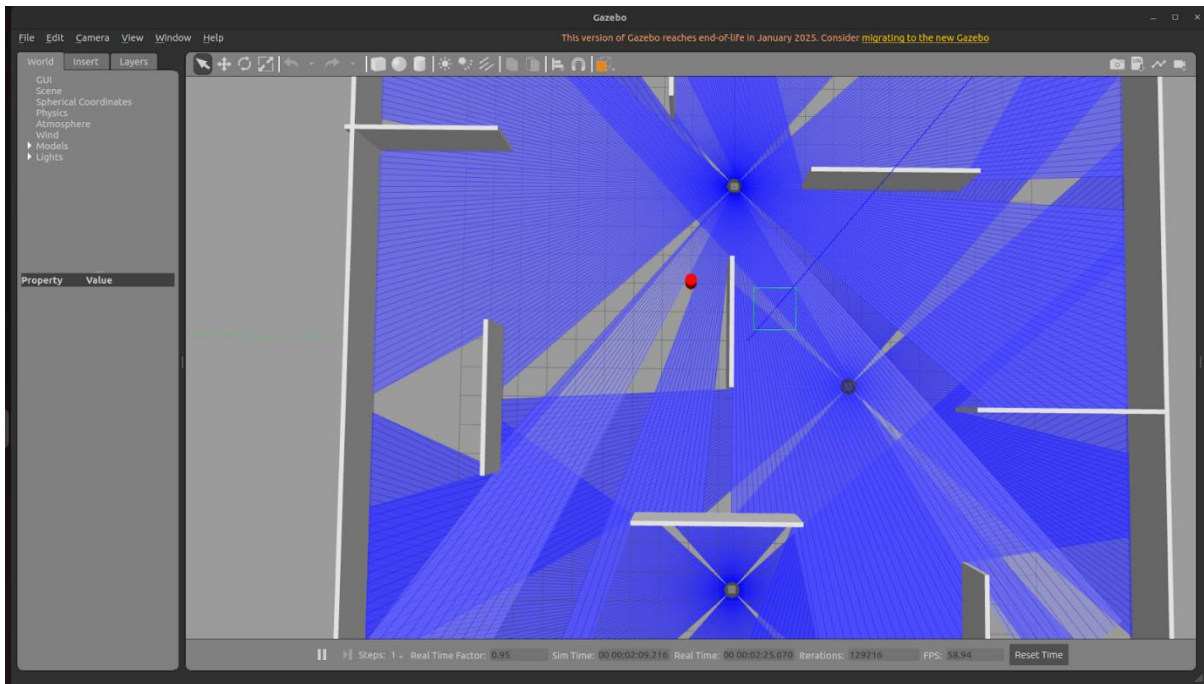 Gazebo
File Edit Camera View Window Help
This version of Gazebo reaches end-of-life in January 2025. Consider migrating to the new Gazebo
World Insert Layers
GUI
Scene
Spherical Coordinates
Physics
Atmosphere
Wind
Models
Lights
Property Value
Steps: 1 Real Time Factor: 0.95 Sim Time: 00 00:02:09.216 Real Time: 00 00:02:25.070 Iterations: 129216 FPS: 58.94 Reset Time